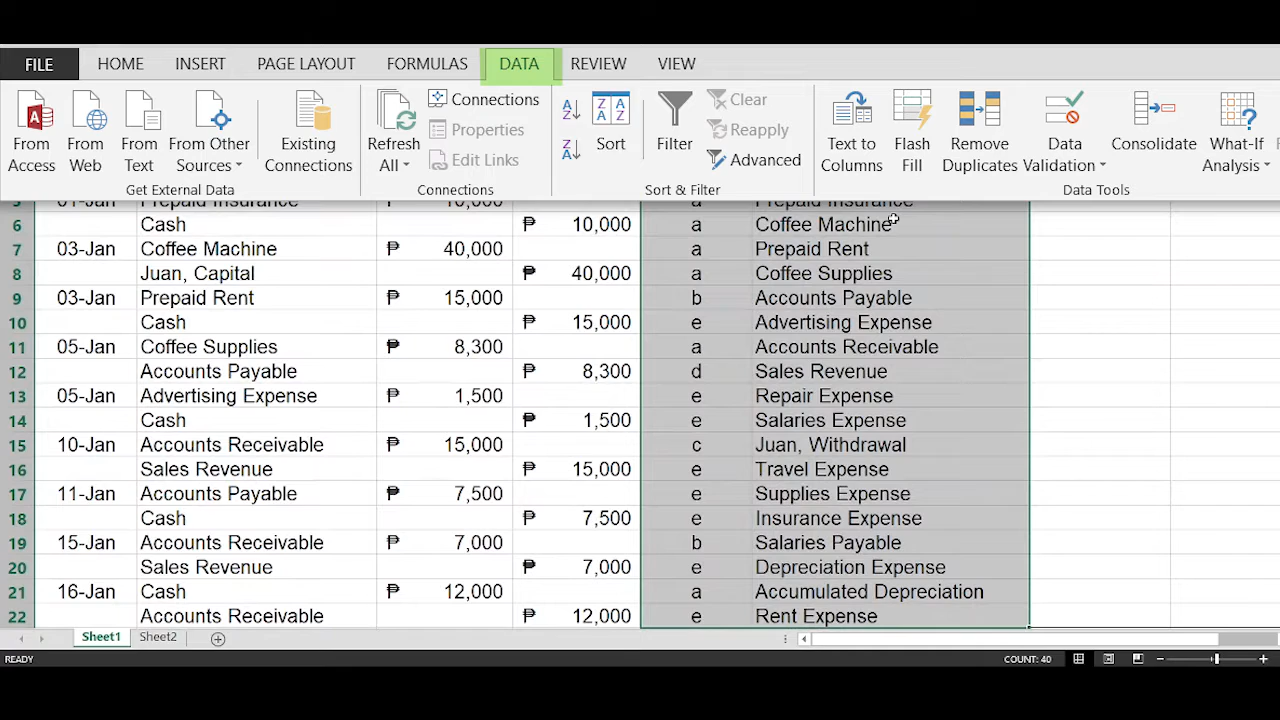 FILE HOME INSERT PAGE LAYOUT FORMULAS DATA REVIEW VIEW
Connections Clear
Properties Reapply
Edit Links Advanced
From Access
From Web
From Text
From Other Sources
Existing Connections
Refresh All
Sort
Filter
Text to Columns
Flash Fill
Remove Duplicates
Data Validation
Consolidate
What-If Analysis
Get External Data Connections Sort & Filter Data Tools
5 01-Jan Prepaid Insurance ₱ 10,000 a Prepaid Insurance
6 Cash ₱ 10,000 a Coffee Machine
7 03-Jan Coffee Machine ₱ 40,000 a Prepaid Rent
8 Juan, Capital ₱ 40,000 a Coffee Supplies
9 03-Jan Prepaid Rent ₱ 15,000 b Accounts Payable
10 Cash ₱ 15,000 e Advertising Expense
11 05-Jan Coffee Supplies ₱ 8,300 a Accounts Receivable
12 Accounts Payable ₱ 8,300 d Sales Revenue
13 05-Jan Advertising Expense ₱ 1,500 e Repair Expense
14 Cash ₱ 1,500 e Salaries Expense
15 10-Jan Accounts Receivable ₱ 15,000 c Juan, Withdrawal
16 Sales Revenue ₱ 15,000 e Travel Expense
17 11-Jan Accounts Payable ₱ 7,500 e Supplies Expense
18 Cash ₱ 7,500 e Insurance Expense
19 15-Jan Accounts Receivable ₱ 7,000 b Salaries Payable
20 Sales Revenue ₱ 7,000 e Depreciation Expense
21 16-Jan Cash ₱ 12,000 a Accumulated Depreciation
22 Accounts Receivable ₱ 12,000 e Rent Expense
Sheet1 Sheet2
READY COUNT: 40